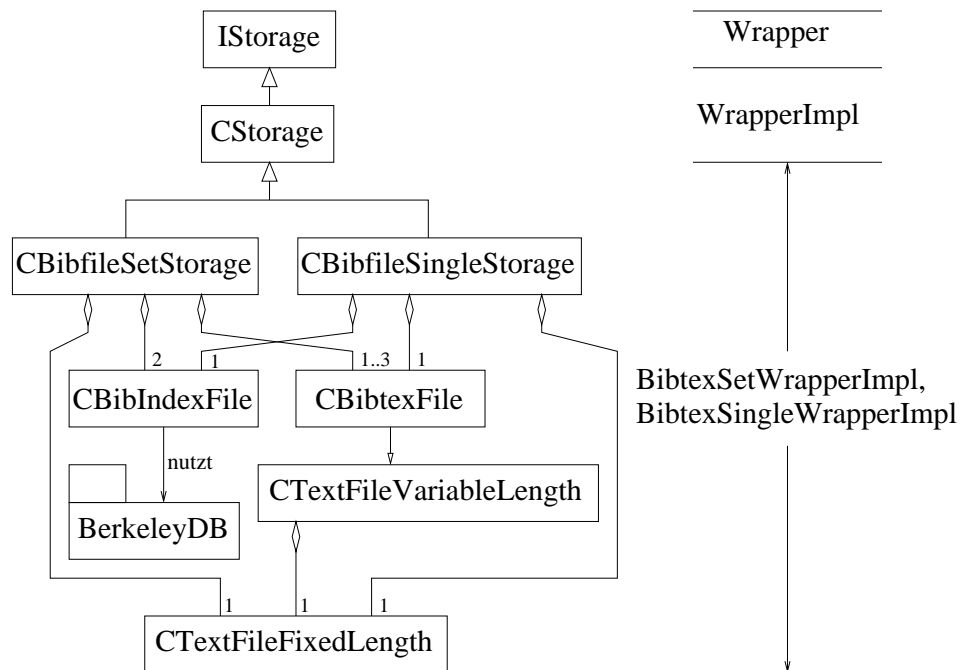 IStorage
Wrapper
CStorage
WrapperImpl
CBibfileSetStorage
CBibfileSingleStorage
2
1
1..3
1
CBibIndexFile
CBibtexFile
BibtexSetWrapperImpl,
BibtexSingleWrapperImpl
nutzt
CTextFileVariableLength
BerkeleyDB
1
1
1
CTextFileFixedLength